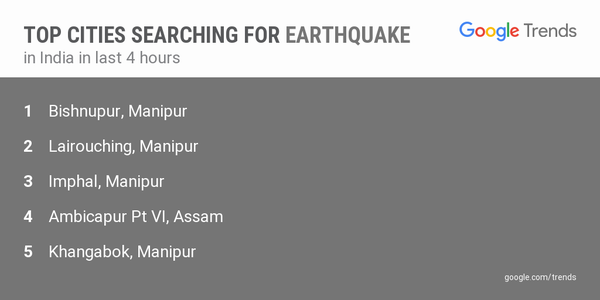 TOP CITIES SEARCHING FOR EARTHQUAKE
Google Trends
in India in last 4 hours
1 Bishnupur, Manipur
2 Lairouching, Manipur
3 Imphal, Manipur
4 Ambicapur Pt VI, Assam
5 Khangabok, Manipur
google.com/trends